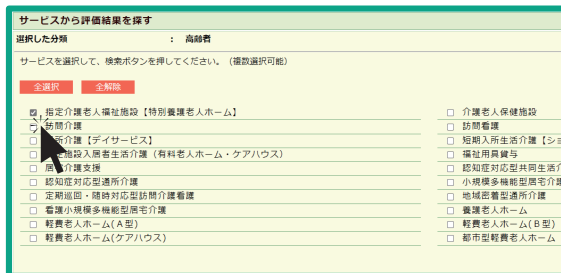 サービスから評価結果を探す
選択した分類 : 高齢者
サービスを選択して、検索ボタンを押してください。（複数選択可能）
全選択 全解除
指定介護老人福祉施設【特別養護老人ホーム】 介護老人保健施設
訪問介護 訪問看護
所介護【デイサービス】 短期入所生活介護【ショ
施設入居者生活介護（有料老人ホーム・ケアハウス） 福祉用具貸与
居 介護支援 認知症対応型共同生活介
認知症対応型通所介護 小規模多機能型居宅介護
定期巡回・随時対応型訪問介護看護 地域密着型通所介護
看護小規模多機能型居宅介護 養護老人ホーム
軽費老人ホーム(A型) 軽費老人ホーム(B型)
軽費老人ホーム(ケアハウス) 都市型軽費老人ホーム